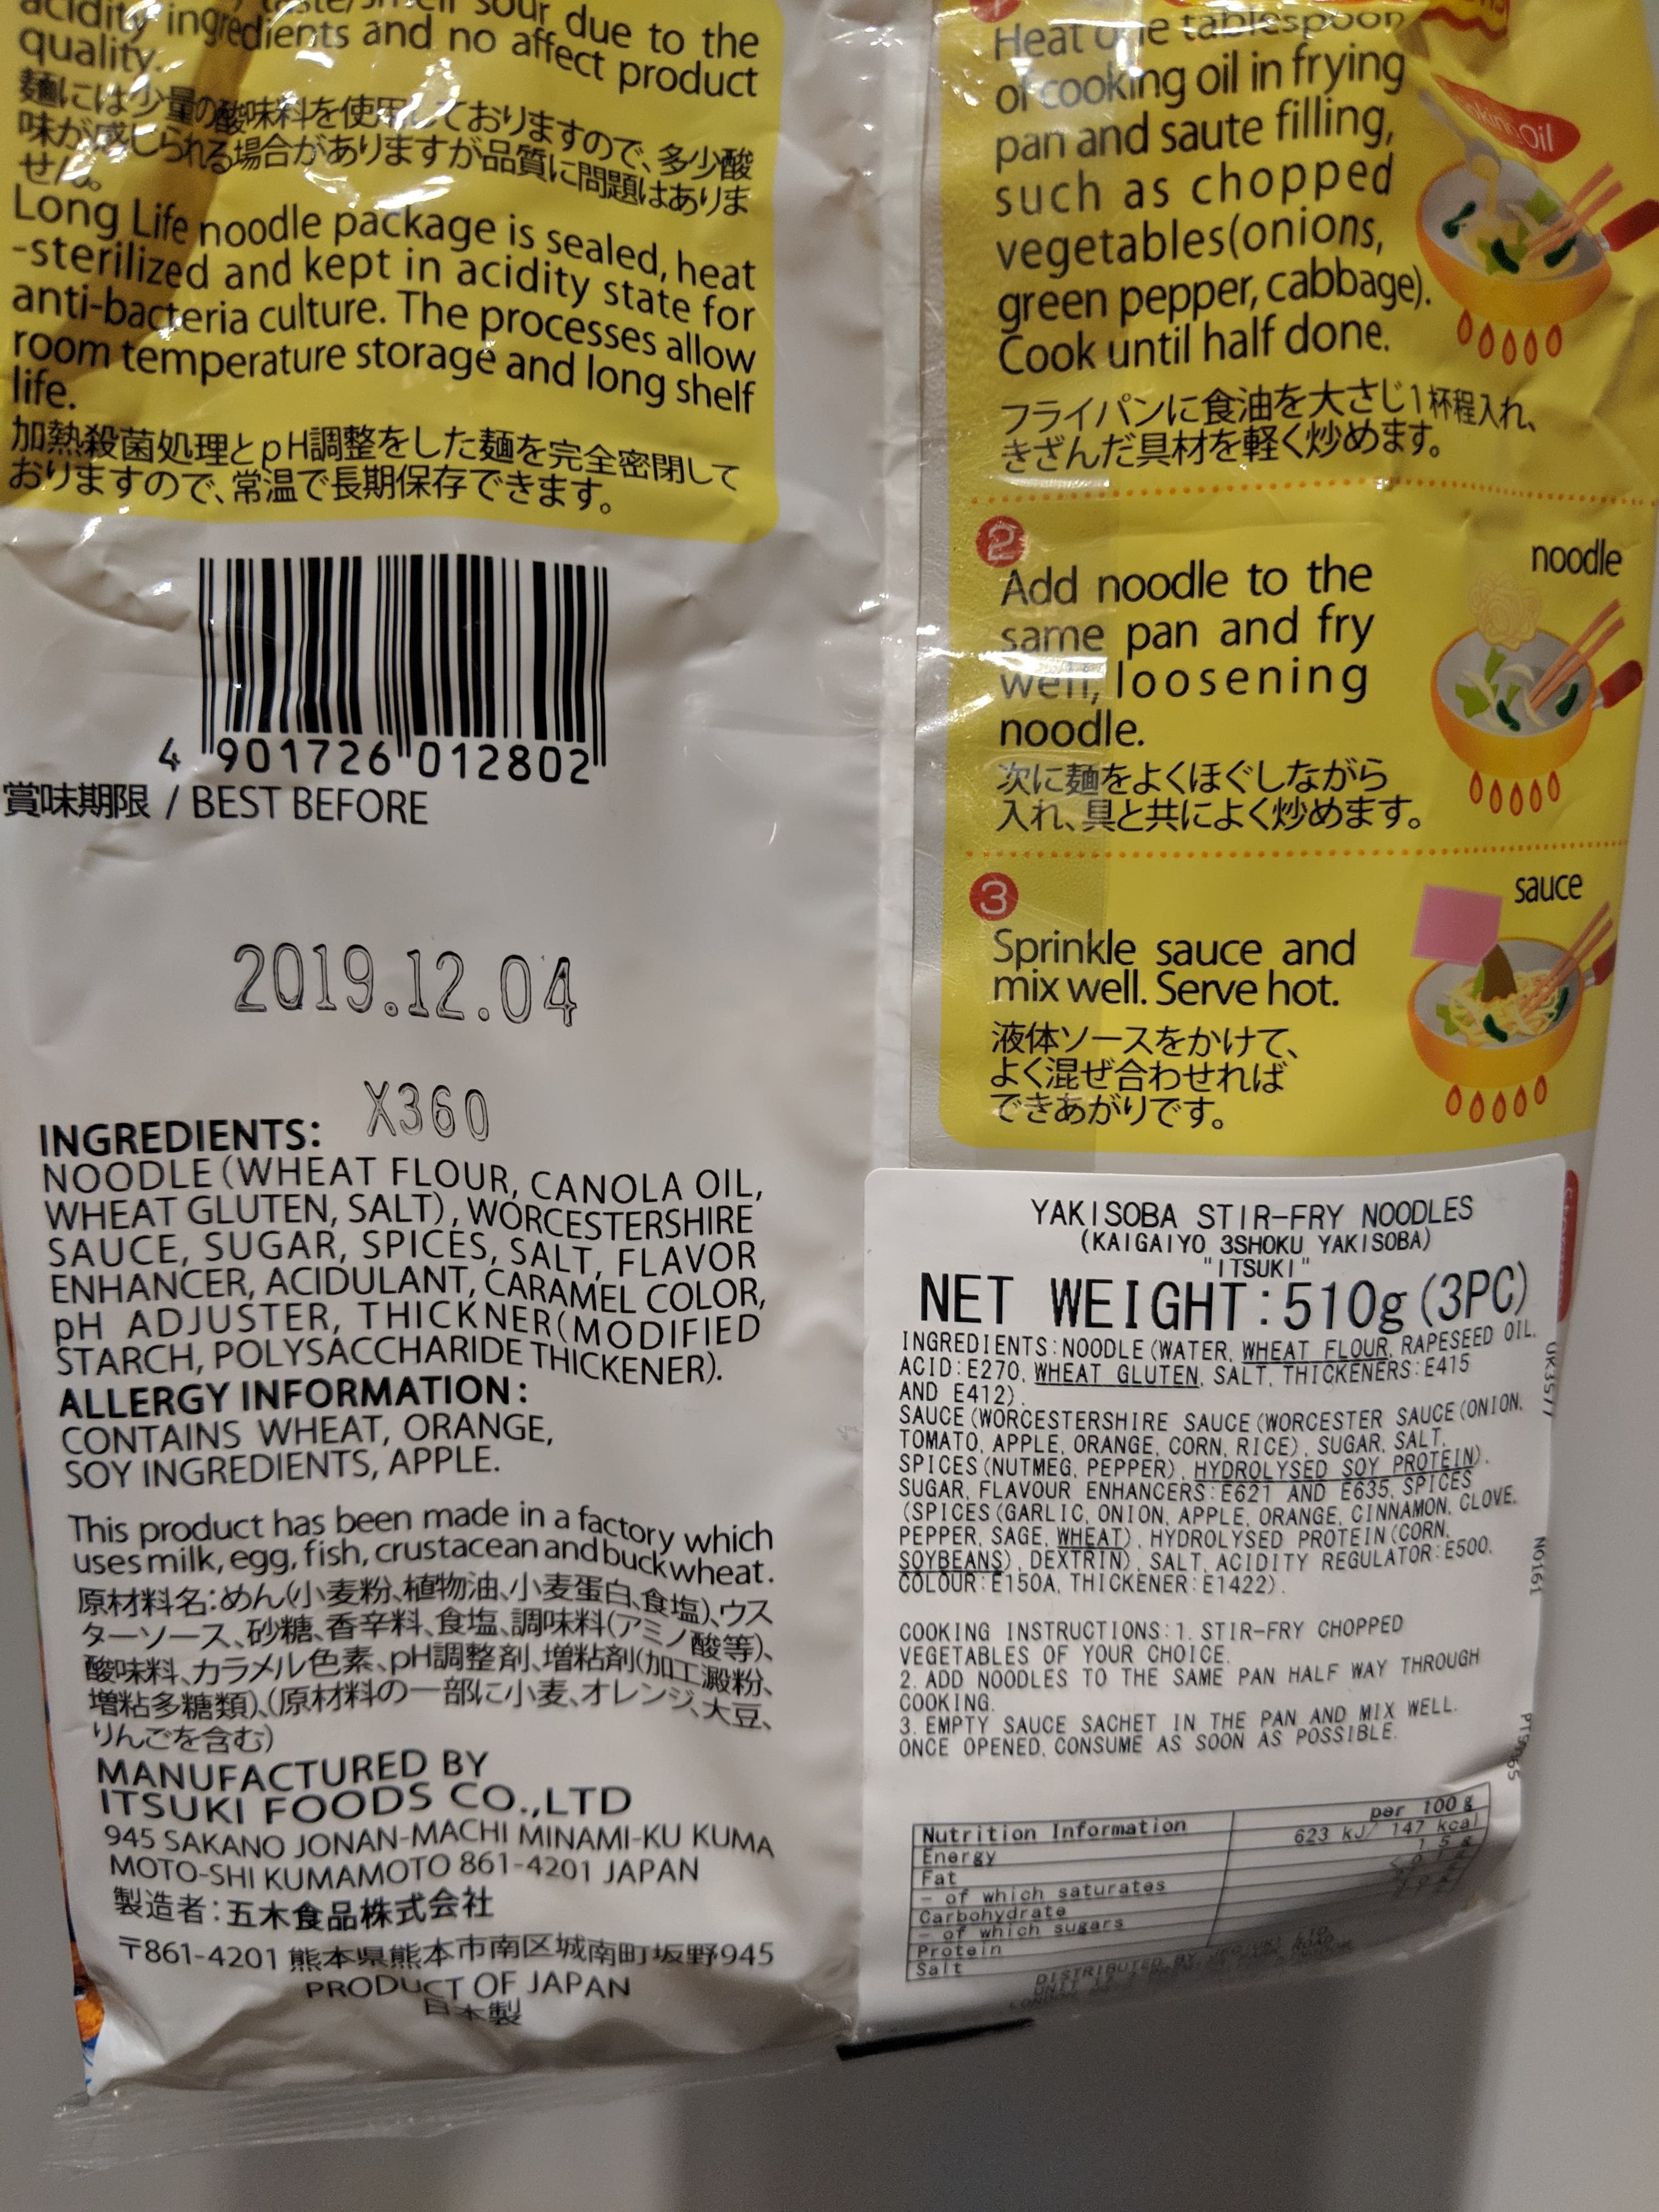 acidity ingredients and no affect product
sour due to the
quality.
麺には少量の酸味料を使用しておりますので、多少酸
味が感じられる場合がありますが品質に問題はありま
せん。
Long Life noodle package is sealed, heat
-sterilized and kept in acidity state for
anti-bacteria culture. The processes allow
room temperature storage and long shelf
life.
加熱殺菌処理とpH調整をした麺を完全密閉して
おりますので、常温で長期保存できます。
4 901726 012802
賞味期限 / BEST BEFORE
2019.12.04
X360
INGREDIENTS:
NOODLE (WHEAT FLOUR, CANOLA OIL,
WHEAT GLUTEN, SALT), WORCESTERSHIRE
SAUCE, SUGAR, SPICES, SALT, FLAVOR
ENHANCER, ACIDULANT, CARAMEL COLOR,
pH ADJUSTER, THICKNER(MODIFIED
STARCH, POLYSACCHARIDE THICKENER).
ALLERGY INFORMATION:
CONTAINS WHEAT, ORANGE,
SOY INGREDIENTS, APPLE.
This product has been made in a factory which
uses milk, egg, fish, crustacean and buckwheat.
原材料名:めん(小麦粉、植物油、小麦蛋白、食塩)、ウス
ターソース、砂糖、香辛料、食塩、調味料(アミノ酸等)、
酸味料、カラメル色素、pH調整剤、増粘剤(加工澱粉、
増粘多糖類)、(原材料の一部に小麦、オレンジ、大豆、
りんごを含む)
MANUFACTURED BY
ITSUKI FOODS CO.,LTD
945 SAKANO JONAN-MACHI MINAMI-KU KUMA
MOTO-SHI KUMAMOTO 861-4201 JAPAN
製造者:五木食品株式会社
〒861-4201 熊本県熊本市南区城南町坂野945
PRODUCT OF JAPAN
日本製
Heat one tablespoon
of cooking oil in frying
pan and saute filling,
such as chopped
vegetables(onions,
green pepper, cabbage).
Cook until half done.
フライパンに食油を大さじ1杯程入れ、
きざんだ具材を軽く炒めます。
Oil
2
noodle
Add noodle to the
same pan and fry
well, loosening
noodle.
次に麺をよくほぐしながら
入れ、具と共によく炒めます。
3
sauce
Sprinkle sauce and
mix well. Serve hot.
液体ソースをかけて、
よく混ぜ合わせれば
できあがりです。
YAKISOBA STIR-FRY NOODLES
(KAIGAIYO 3SHOKU YAKISOBA)
"ITSUKI"
NET WEIGHT:510g (3PC)
INGREDIENTS:NOODLE (WATER, WHEAT FLOUR, RAPESEED OIL,
ACID:E270, WHEAT GLUTEN, SALT, THICKENERS:E415
AND E412).
SAUCE (WORCESTERSHIRE SAUCE (WORCESTER SAUCE (ONION,
TOMATO, APPLE, ORANGE, CORN, RICE), SUGAR, SALT,
SPICES (NUTMEG, PEPPER), HYDROLYSED SOY PROTEIN),
SUGAR, FLAVOUR ENHANCERS:E621 AND E635, SPICES
(SPICES (GARLIC, ONION, APPLE, ORANGE, CINNAMON, CLOVE,
PEPPER, SAGE, WHEAT), HYDROLYSED PROTEIN (CORN,
SOYBEANS), DEXTRIN), SALT, ACIDITY REGULATOR:E500,
COLOUR:E150A, THICKENER:E1422).
COOKING INSTRUCTIONS:1. STIR-FRY CHOPPED
VEGETABLES OF YOUR CHOICE.
2. ADD NOODLES TO THE SAME PAN HALF WAY THROUGH
COOKING.
3. EMPTY SAUCE SACHET IN THE PAN AND MIX WELL.
ONCE OPENED, CONSUME AS SOON AS POSSIBLE.
UK3577
N0161
Nutrition Information per 100 g
Energy 623 kJ/ 147 kcal
Fat
- of which saturates
Carbohydrate
- of which sugars
Protein
Salt
DISTRIBUTED BY